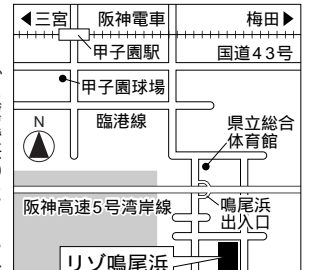 ◀三宮 阪神電車 梅田▶
甲子園駅 国道43号
甲子園球場
N 臨港線 県立総合
体育館
阪神高速5号湾岸線 鳴尾浜
出入口
リゾ鳴尾浜